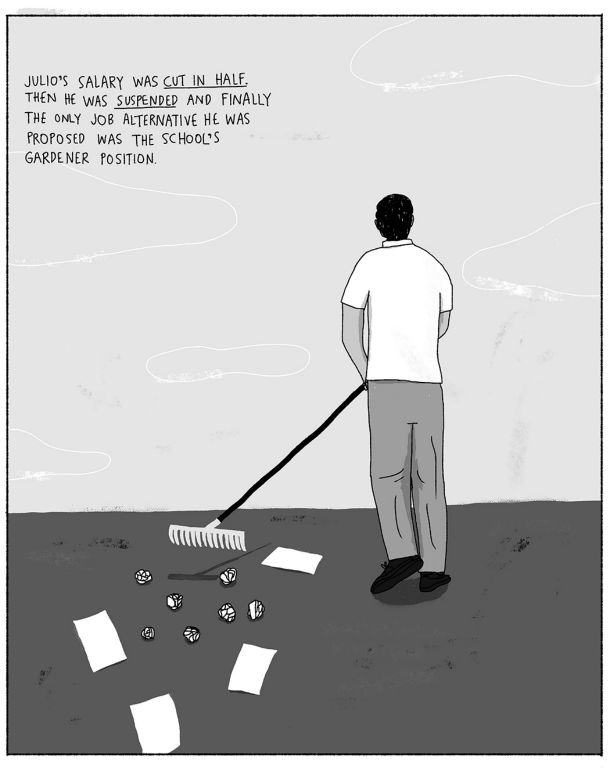 JULIO'S SALARY WAS CUT IN HALF.
THEN HE WAS SUSPENDED AND FINALLY
THE ONLY JOB ALTERNATIVE HE WAS
PROPOSED WAS THE SCHOOL'S
GARDENER POSITION.